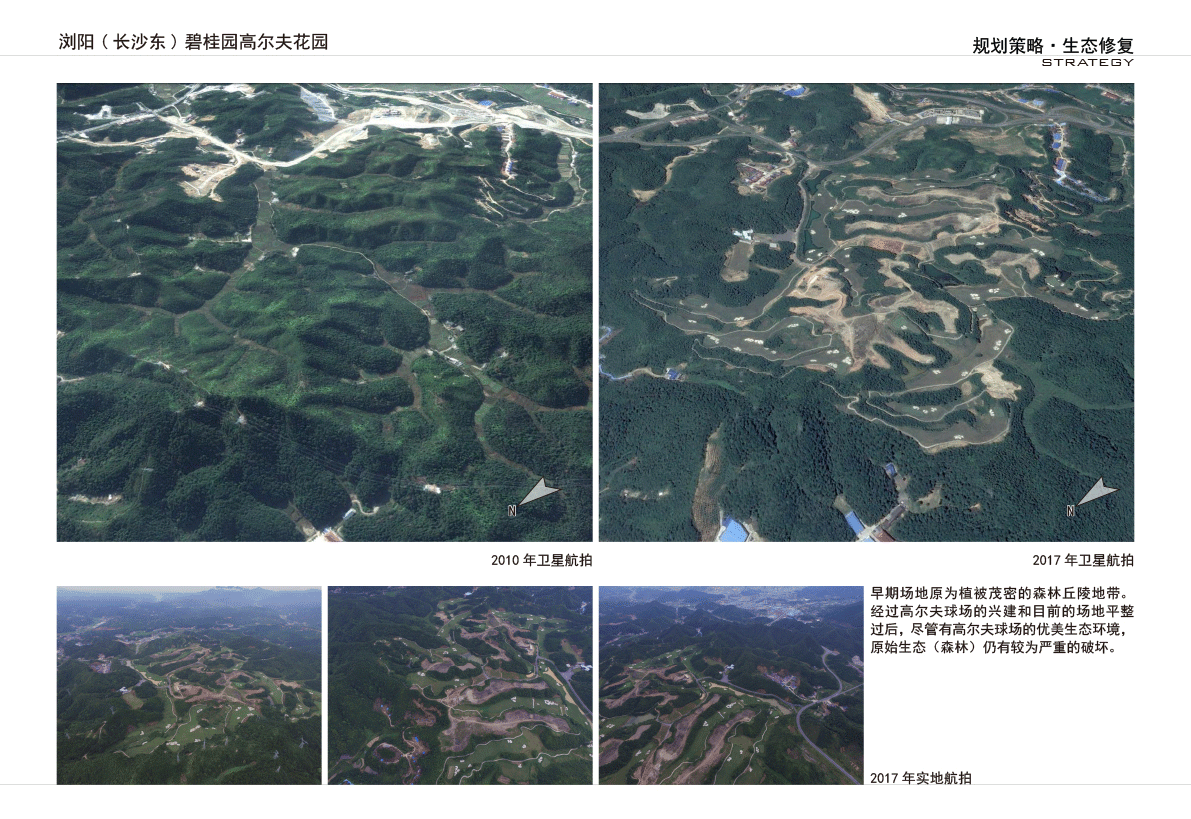 浏阳（长沙东）碧桂园高尔夫花园
规划策略·生态修复
STRATEGY
N
N
2010 年卫星航拍
2017 年卫星航拍
早期场地原为植被茂密的森林丘陵地带。
经过高尔夫球场的兴建和目前的场地平整
过后，尽管有高尔夫球场的优美生态环境，
原始生态（森林）仍有较为严重的破坏。
2017 年实地航拍